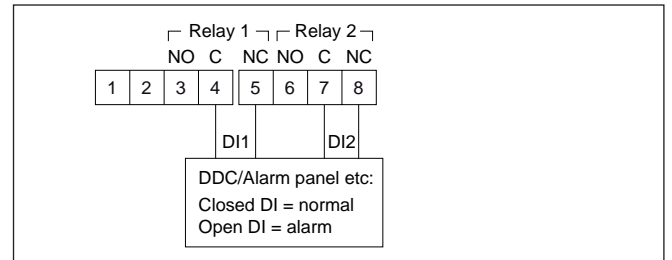 Relay 1 Relay 2
NO C NC NO C NC
1 2 3 4 5 6 7 8
DI1 DI2
DDC/Alarm panel etc:
Closed DI = normal
Open DI = alarm